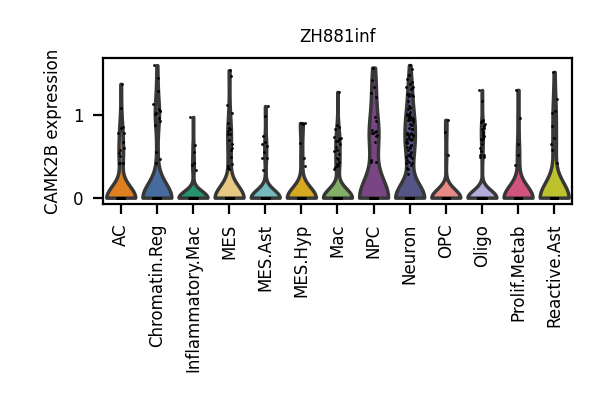 ZH881inf
CAMK2B expression
1
0
AC
Chromatin.Reg
Inflammatory.Mac
MES
MES.Ast
MES.Hyp
Mac
NPC
Neuron
OPC
Oligo
Prolif.Metab
Reactive.Ast